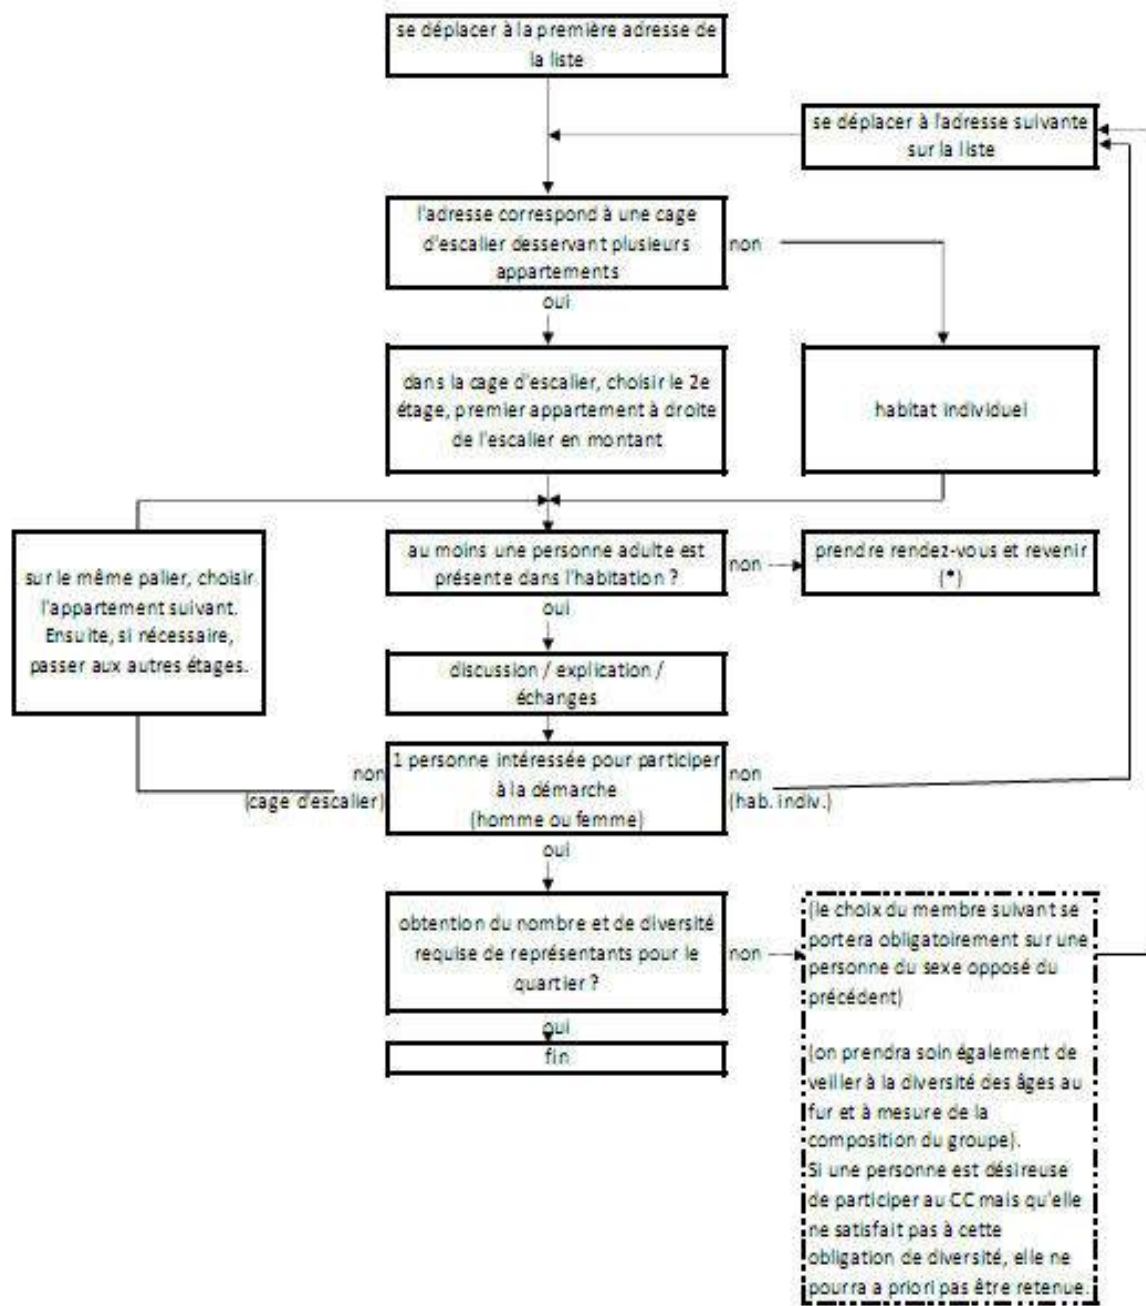 se déplacer à la première adresse de
la liste
se déplacer à l'adresse suivante
sur la liste
l'adresse correspond à une cage
d'escalier desservant plusieurs
appartements
non
oui
dans la cage d'escalier, choisir le 2e
étage, premier appartement à droite
de l'escalier en montant
habitat individuel
sur le même palier, choisir
l'appartement suivant.
Ensuite, si nécessaire,
passer aux autres étages.
au moins une personne adulte est
présente dans l'habitation ?
non
prendre rendez-vous et revenir
(*)
oui
discussion / explication /
échanges
non
(cage d'escalier)
1 personne intéressée pour participer
à la démarche
(homme ou femme)
non
(hab. indiv.)
oui
obtention du nombre et de diversité
requise de représentants pour le
quartier ?
non
oui
fin
(le choix du membre suivant se
portera obligatoirement sur une
personne du sexe opposé du
précédent)
(on prendra soin également de
veiller à la diversité des âges au
fur et à mesure de la
composition du groupe).
Si une personne est désireuse
de participer au CC mais qu'elle
ne satisfait pas à cette
obligation de diversité, elle ne
pourra a priori pas être retenue.